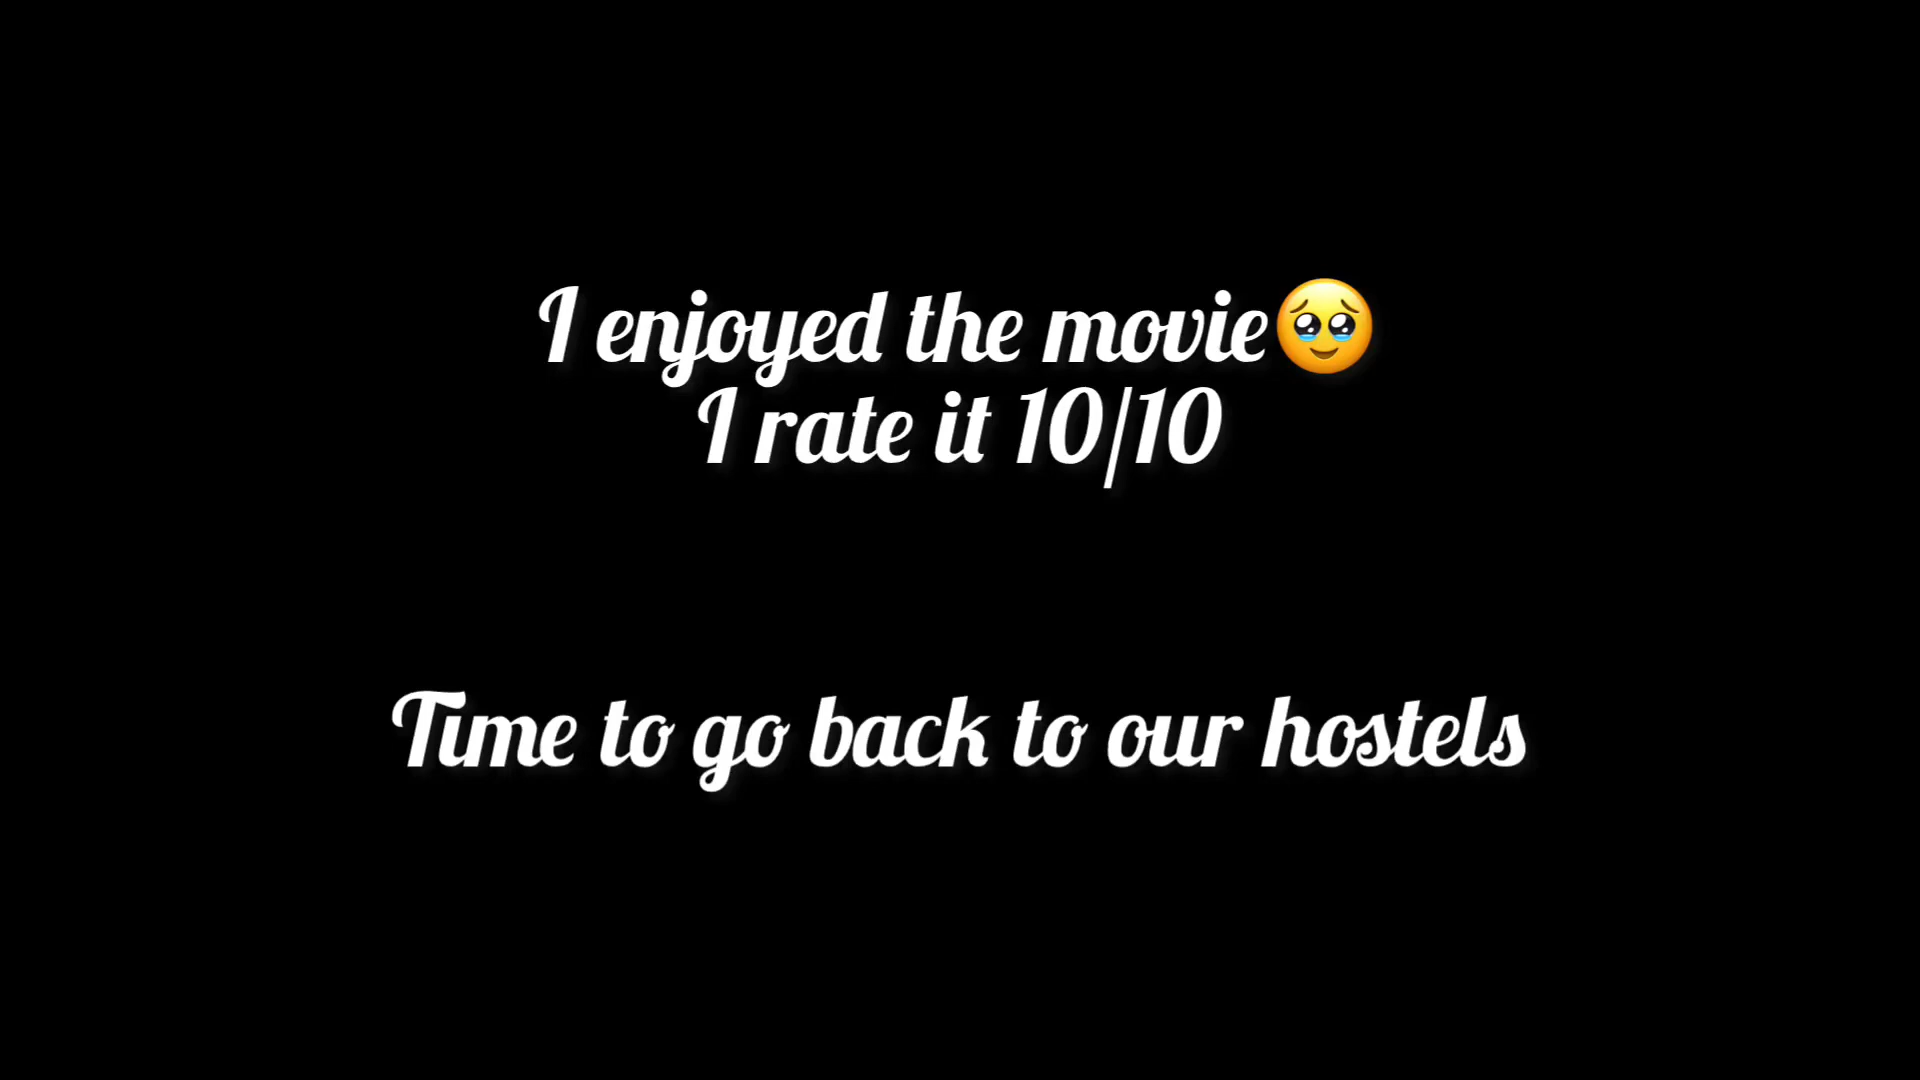 I enjoyed the movie🥹
I rate it 10/10
Time to go back to our hostels